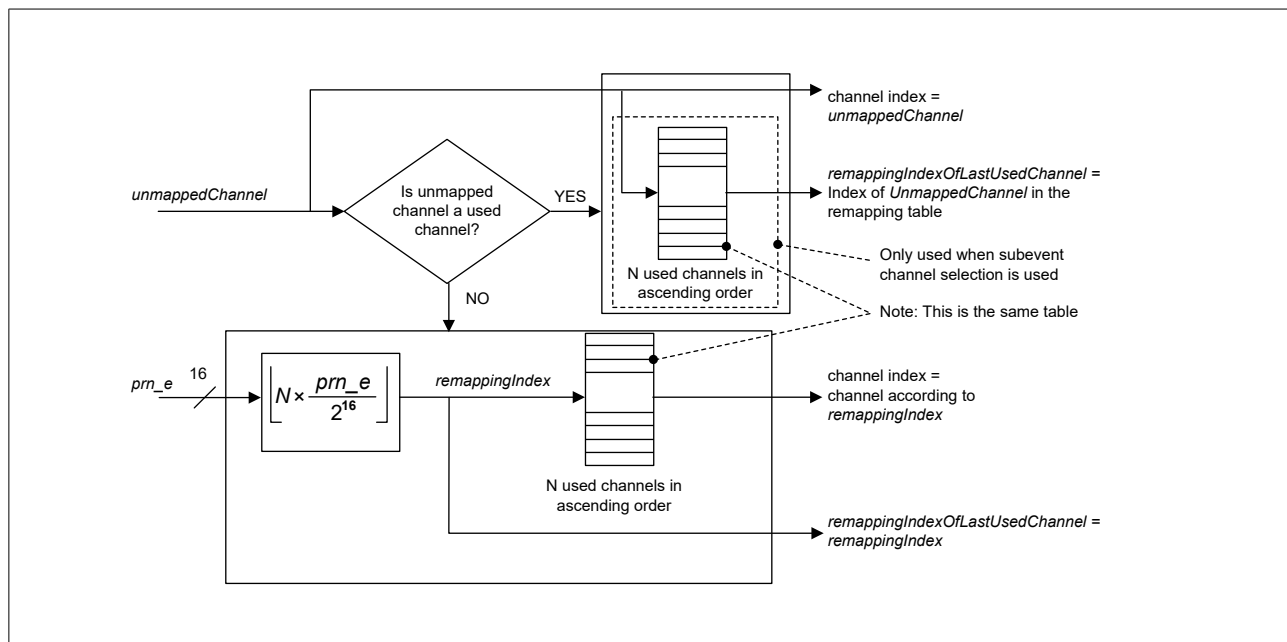 channel index =
unmappedChannel
unmappedChannel
Is unmapped
channel a used
channel?
YES
remappingIndexOfLastUsedChannel =
Index of UnmappedChannel in the
remapping table
N used channels in
ascending order
Only used when subevent
channel selection is used
NO
Note: This is the same table
prn_e
16
⌊N × prn_e / 2^16⌋
remappingIndex
channel index =
channel according to
remappingIndex
N used channels in
ascending order
remappingIndexOfLastUsedChannel =
remappingIndex